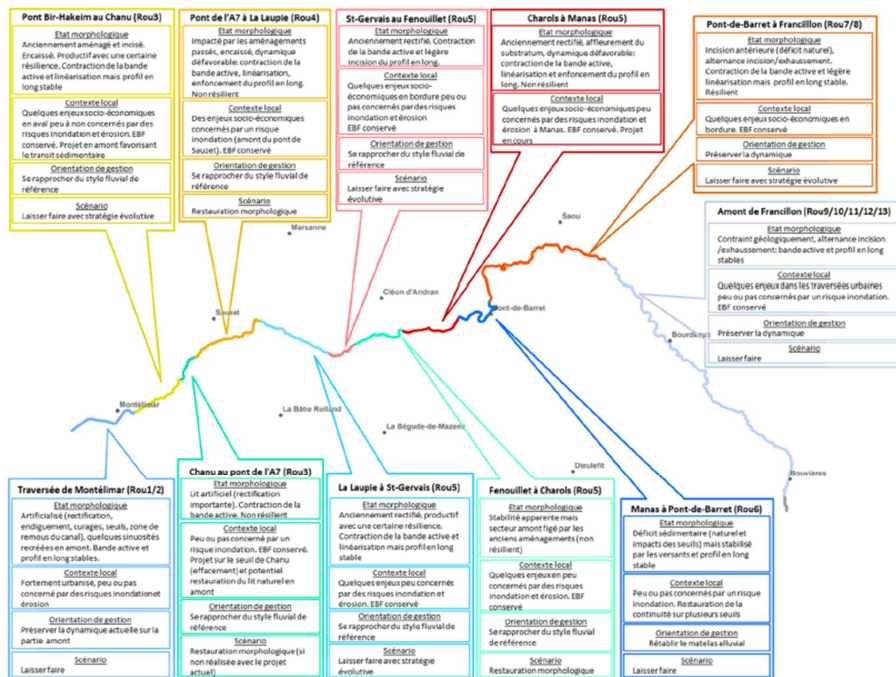 Pont Bir-Hakeim au Chanu (Rou3)
Etat morphologique
Anciennement aménagé et incisé.
Encaissé. Productif avec une certaine
résilience. Contraction de la bande
active et linéarisation mais profil en
long stable
Contexte local
Quelques enjeux socio-économiques
en aval peu à non concernés par des
risques inondation et érosion. EBF
conservé. Projet en amont favorisant
le transit sédimentaire
Orientation de gestion
Se rapprocher du style fluvial de
référence
Scénario
Laisser faire avec stratégie évolutive
Pont de l'A7 à La Laupie (Rou4)
Etat morphologique
Impacté par les aménagements
passés, encaissé, dynamique
défavorable: contraction de la
bande active, linéarisation,
enfoncement du profil en long.
Non résilient
Contexte local
Des enjeux socio-économiques
concernés par un risque
inondation (amont du pont de
Sauzet). EBF conservé
Orientation de gestion
Se rapprocher du style fluvial de
référence
Scénario
Restauration morphologique
St-Gervais au Fenouillet (Rou5)
Etat morphologique
Anciennement rectifié. Contraction
de la bande active et légère
incision du profil en long.
Contexte local
Quelques enjeux socio-
économiques en bordure peu ou
pas concernés par des risques
inondation et érosion
EBF conservé
Orientation de gestion
Se rapprocher du style fluvial de
référence
Scénario
Laisser faire avec stratégie
évolutive
Charols à Manas (Rou5)
Etat morphologique
Anciennement rectifié, affleurement du
substratum, dynamique défavorable:
contraction de la bande active,
linéarisation et enfoncement du profil en
long. Non résilient
Contexte local
Quelques enjeux socio-économiques peu
concernés par des risques inondation et
érosion à Manas. EBF conservé. Projet
en cours
Orientation de gestion
Se rapprocher du style fluvial de
référence
Scénario
Restauration morphologique
Pont-de-Barret à Francilllon (Rou7/8)
Etat morphologique
Incision antérieure (déficit naturel),
alternance incision/exhaussement.
Contraction de la bande active et légère
linéarisation mais profil en long stable.
Résilient
Contexte local
Quelques enjeux socio-économiques en
bordure. EBF conservé
Orientation de gestion
Préserver la dynamique
Scénario
Laisser faire avec stratégie évolutive
Amont de Francillon (Rou9/10/11/12/13)
Etat morphologique
Contraint géologiquement, alternance incision
/exhaussement: bande active et profil en long
stables
Contexte local
Quelques enjeux dans les traversées urbaines
peu ou pas concernés par un risque inondation.
EBF conservé
Orientation de gestion
Préserver la dynamique
Scénario
Laisser faire
Saou
Marsanne
Cléon d'Andran
Sauzet
Pont-de-Barret
Bourdeaux
Montélimar
La Bâtie Rolland
La Bégude-de-Mazenc
Dieulefit
Bouvières
Traversée de Montélimar (Rou1/2)
Etat morphologique
Artificialisé (rectification,
endiguement, curages, seuils, zone de
remous du canal), quelques sinuosités
recréées en amont. Bande active et
profil en long stables.
Contexte local
Fortement urbanisé, peu ou pas
concerné par des risques inondation et
érosion
Orientation de gestion
Préserver la dynamique actuelle sur la
partie amont
Scénario
Laisser faire
Chanu au pont de l'A7 (Rou3)
Etat morphologique
Lit artificiel (rectification
importante). Contraction de la
bande active. Non résilient
Contexte local
Peu ou pas concerné par un
risque inondation. EBF conservé.
Projet sur le seuil de Chanu
(effacement) et potentiel
restauration du lit naturel en
amont
Orientation de gestion
Se rapprocher du style fluvial de
référence
Scénario
Restauration morphologique (si
non réalisée avec le projet
actuel)
La Laupie à St-Gervais (Rou5)
Etat morphologique
Anciennement rectifié, productif
avec une certaine résilience.
Contraction de la bande active et
linéarisation mais profil en long
stable
Contexte local
Quelques enjeux peu concernés
par des risques inondation et
érosion. EBF conservé
Orientation de gestion
Se rapprocher du style fluvial de
référence
Scénario
Laisser faire avec stratégie
évolutive
Fenouillet à Charols (Rou5)
Etat morphologique
Stabilité apparente mais
secteur amont figé par les
anciens aménagements (non
résilient)
Contexte local
Quelques enjeux en peu
concernés par des risques
inondation et érosion. EBF
conservé
Orientation de gestion
Se rapprocher du style fluvial
de référence
Scénario
Restauration morphologique
Manas à Pont-de-Barret (Rou6)
Etat morphologique
Déficit sédimentaire (naturel et
impacts des seuils) mais stabilisé
par les versants et profil en long
stable
Contexte local
Peu ou pas concernés par un risque
inondation. Restauration de la
continuité sur plusieurs seuils
Orientation de gestion
Rétablir le matelas alluvial
Scénario
Laisser faire